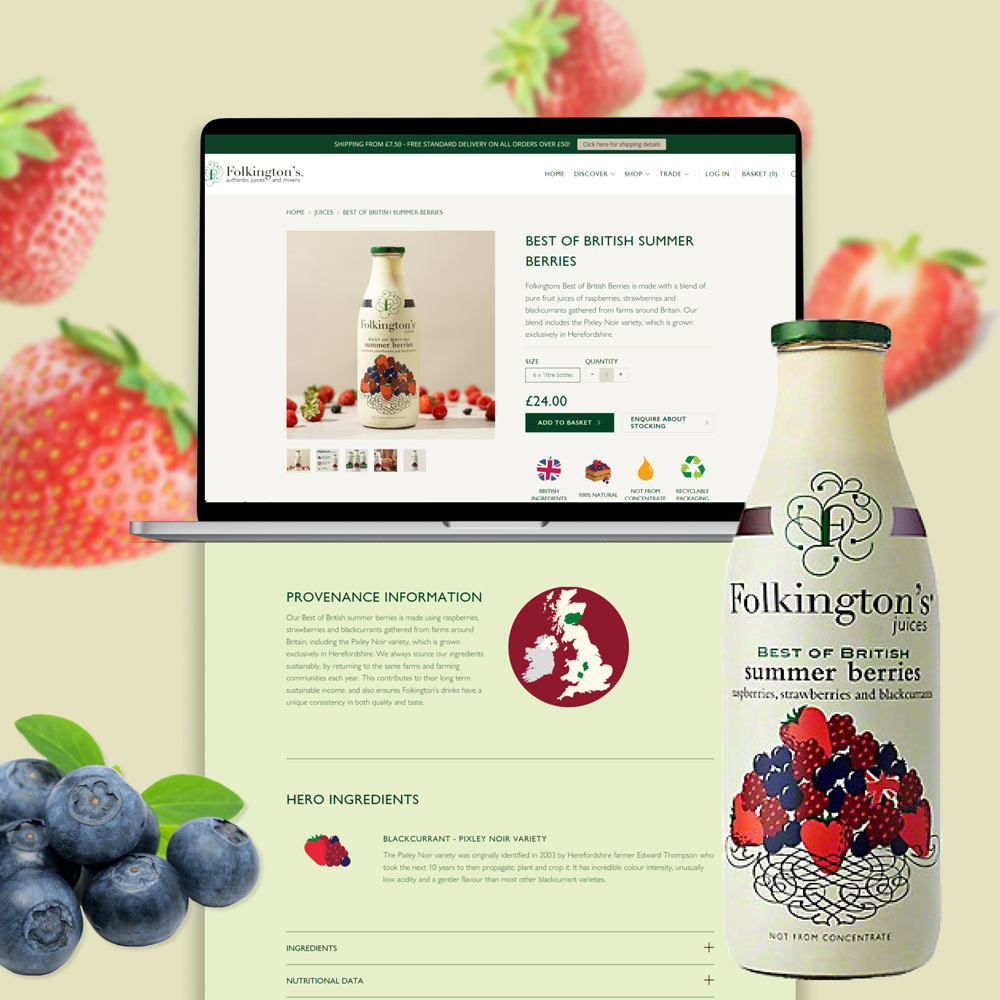 SHIPPING FROM £7.50 - FREE STANDARD DELIVERY ON ALL ORDERS OVER £50! Click here for shipping details
Folkington's.
authentic juices and mixers
HOME DISCOVER SHOP TRADE LOG IN BASKET (0)
HOME > JUICES > BEST OF BRITISH SUMMER BERRIES
BEST OF BRITISH SUMMER
BERRIES
Folkingtons Best of British Berries is made with a blend of
pure fruit juices of raspberries, strawberries and
blackcurrants gathered from farms around Britain. Our
blend includes the Pixley Noir variety, which is grown
exclusively in Herefordshire.
SIZE QUANTITY
6 x 1litre bottles - 1 +
£24.00
ADD TO BASKET >
ENQUIRE ABOUT
STOCKING >
BRITISH
INGREDIENTS
100% NATURAL
NOT FROM
CONCENTRATE
RECYCLABLE
PACKAGING
F
Folkington's
juices
BEST OF BRITISH
summer berries
PROVENANCE INFORMATION
Our Best of British summer berries is made using raspberries,
strawberries and blackcurrants gathered from farms around
Britain, including the Pixley Noir variety, which is grown
exclusively in Herefordshire. We always source our ingredients
sustainably, by returning to the same farms and farming
communities each year. This contributes to their long term
sustainable income, and also ensures Folkington's drinks have a
unique consistency in both quality and taste.
HERO INGREDIENTS
BLACKCURRANT - PIXLEY NOIR VARIETY
The Pixley Noir variety was originally identified in 2003 by Herefordshire farmer Edward Thompson who
took the next 10 years to then propagate, plant and crop it. It has incredible colour intensity, unusually
low acidity and a gentler flavour than most other blackcurrant varieties.
INGREDIENTS +
NUTRITIONAL DATA +
F
Folkington's
juices
BEST OF BRITISH
summer berries
raspberries, strawberries and blackcurrants
NOT FROM CONCENTRATE